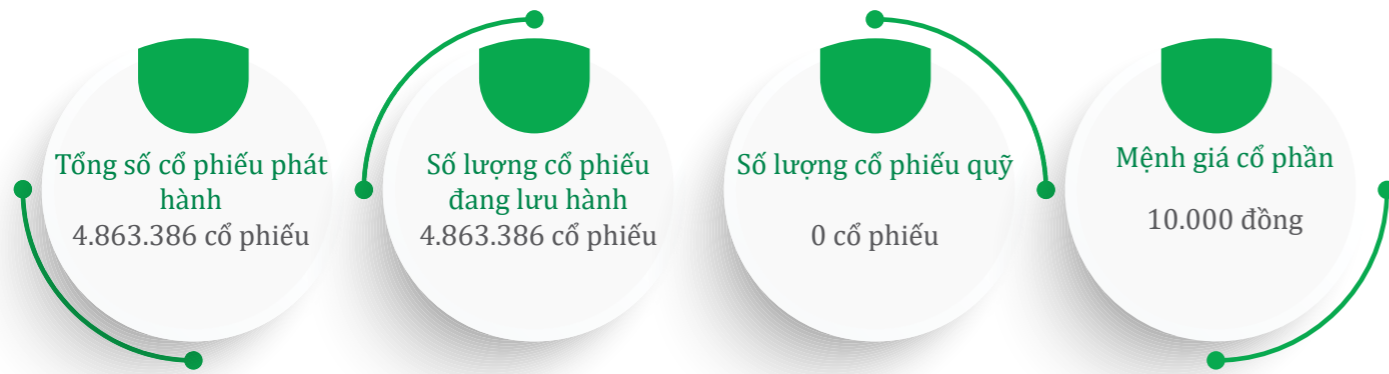 Tổng số cổ phiếu phát
hành
4.863.386 cổ phiếu
Số lượng cổ phiếu
đang lưu hành
4.863.386 cổ phiếu
Số lượng cổ phiếu quỹ
0 cổ phiếu
Mệnh giá cổ phần
10.000 đồng